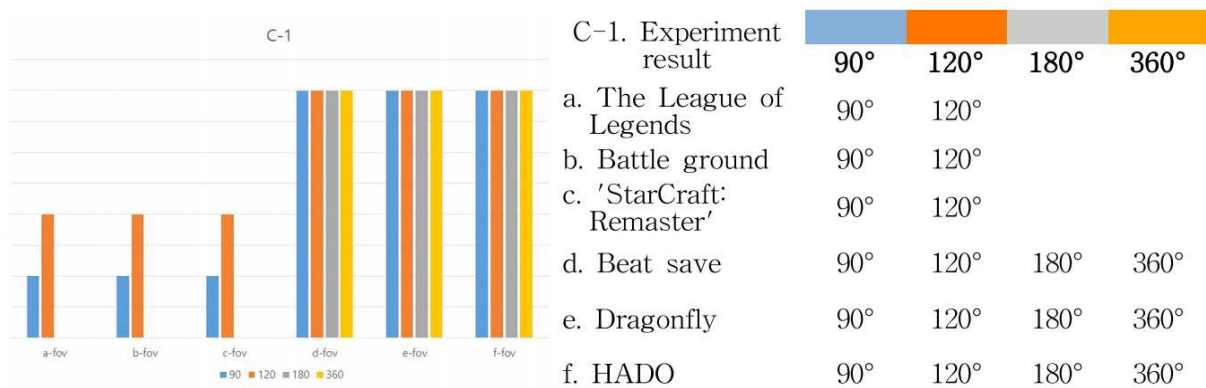 C-1
a-fov b-fov c-fov d-fov e-fov f-fov
90 120 180 360
C-1. Experiment
result
90° 120° 180° 360°
a. The League of
Legends
90° 120°
b. Battle ground 90° 120°
c. 'StarCraft:
Remaster'
90° 120°
d. Beat save 90° 120° 180° 360°
e. Dragonfly 90° 120° 180° 360°
f. HADO 90° 120° 180° 360°